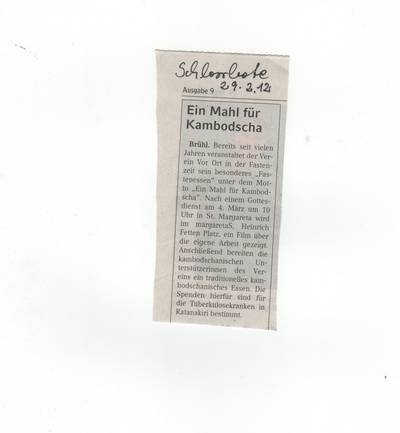 Schlossbote
29.2.12
Ausgabe 9
Ein Mahl für
Kambodscha
Brühl. Bereits seit vielen
Jahren veranstaltet der Ver-
ein Vor Ort in der Fasten-
zeit sein besonderes „Fas-
tenessen" unter dem Mot-
to „Ein Mahl für Kambod-
scha". Nach einem Gottes-
dienst am 4. März um 10
Uhr in St. Margareta wird
im margaretaS, Heinrich
Fetten Platz, ein Film über
die eigene Arbeit gezeigt.
Anschließend bereiten die
kambodschanischen Un-
terstützerinnen des Ver-
eins ein traditionelles kam-
bodschanisches Essen. Die
Spenden hierfür sind für
die Tuberkulosekranken in
Ratanakiri bestimmt.